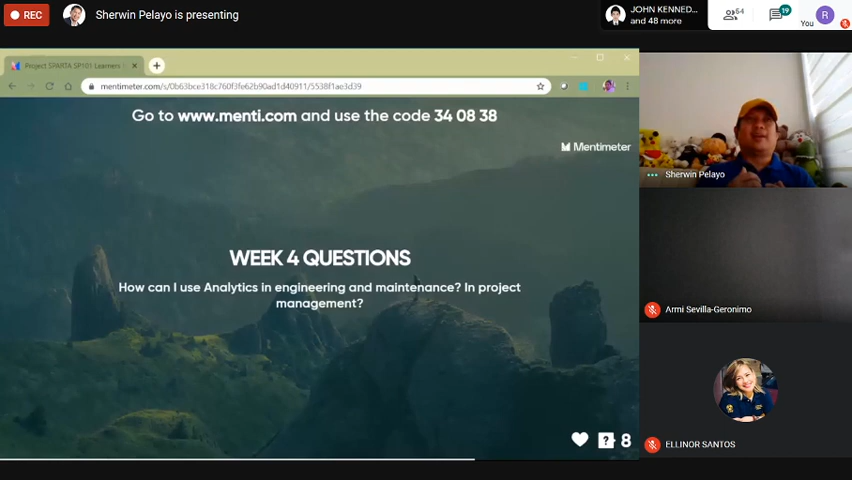 REC
Sherwin Pelayo is presenting
JOHN KENNED...
and 48 more
54
19
You
R
Project SPARTA SP101 Learners
mentimeter.com/s/0b63bce318c760f3fe62b90ad1d40911/5538f1ae3d39
Go to www.menti.com and use the code 34 08 38
Mentimeter
WEEK 4 QUESTIONS
How can I use Analytics in engineering and maintenance? In project
management?
8
Sherwin Pelayo
Armi Sevilla-Geronimo
ELLINOR SANTOS